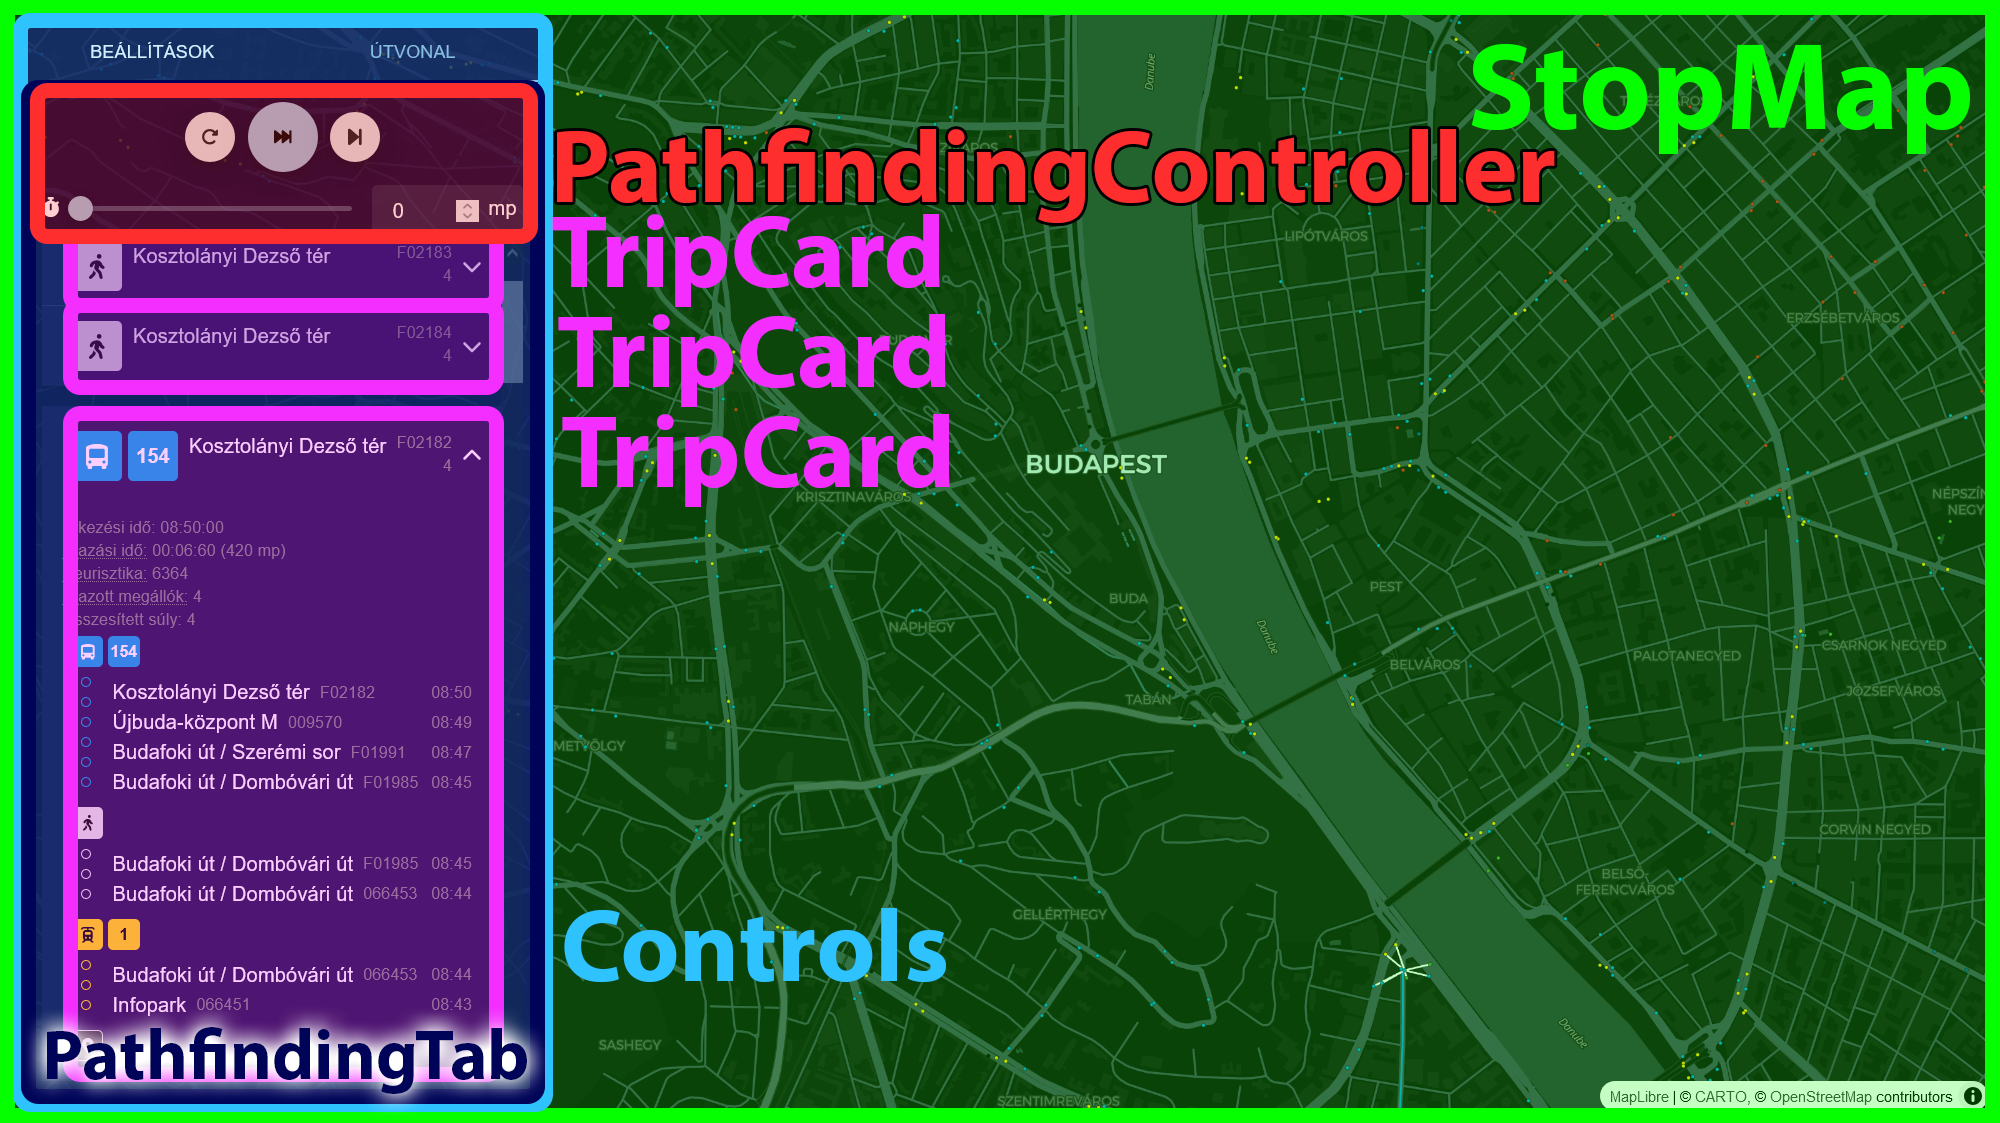 BEÁLLÍTÁSOK ÚTVONAL
0 mp
Kosztolányi Dezső tér F02183
4
Kosztolányi Dezső tér F02184
4
154 Kosztolányi Dezső tér F02182
4
kezési idő: 08:50:00
azási idő: 00:06:60 (420 mp)
eurisztika: 6364
azott megállók: 4
sszesített súly: 4
154
Kosztolányi Dezső tér F02182 08:50
Újbuda-központ M 009570 08:49
Budafoki út / Szerémi sor F01991 08:47
Budafoki út / Dombóvári út F01985 08:45
Budafoki út / Dombóvári út F01985 08:45
Budafoki út / Dombóvári út 066453 08:44
1
Budafoki út / Dombóvári út 066453 08:44
Infopark 066451 08:43
PathfindingTab
StopMap
PathfindingController
TripCard
TripCard
TripCard
Controls
Danube
LIPÓTVÁROS
ERZSÉBETVÁROS
BUDAPEST
KRISZTINAVÁROS
NÉPSZÍN
NEGY
PEST
BUDA
NAPHEGY
Danube
CSARNOK NEGYED
PALOTANEGYED
BELVÁROS
JÓZSEFVÁROS
TABÁN
METVÖLGY
CORVIN NEGYED
BELSŐ-
FERENCVÁROS
GELLÉRTHEGY
Danube
SASHEGY
SZENTIMREVÁROS
MapLibre | © CARTO, © OpenStreetMap contributors